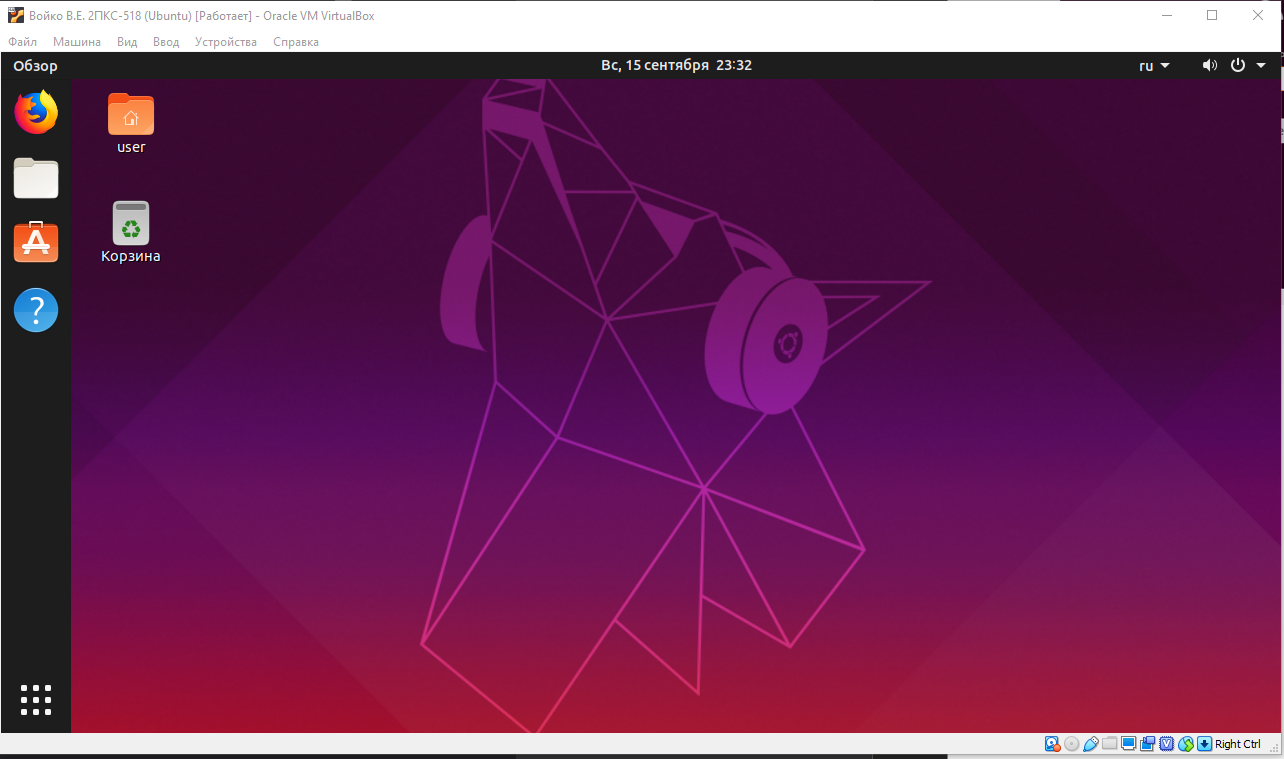 Войко В.Е. 2ПКС-518 (Ubuntu) [Работает] - Oracle VM VirtualBox
Файл Машина Вид Ввод Устройства Справка
Обзор Вс, 15 сентября 23:32 ru
user
Корзина
Right Ctrl